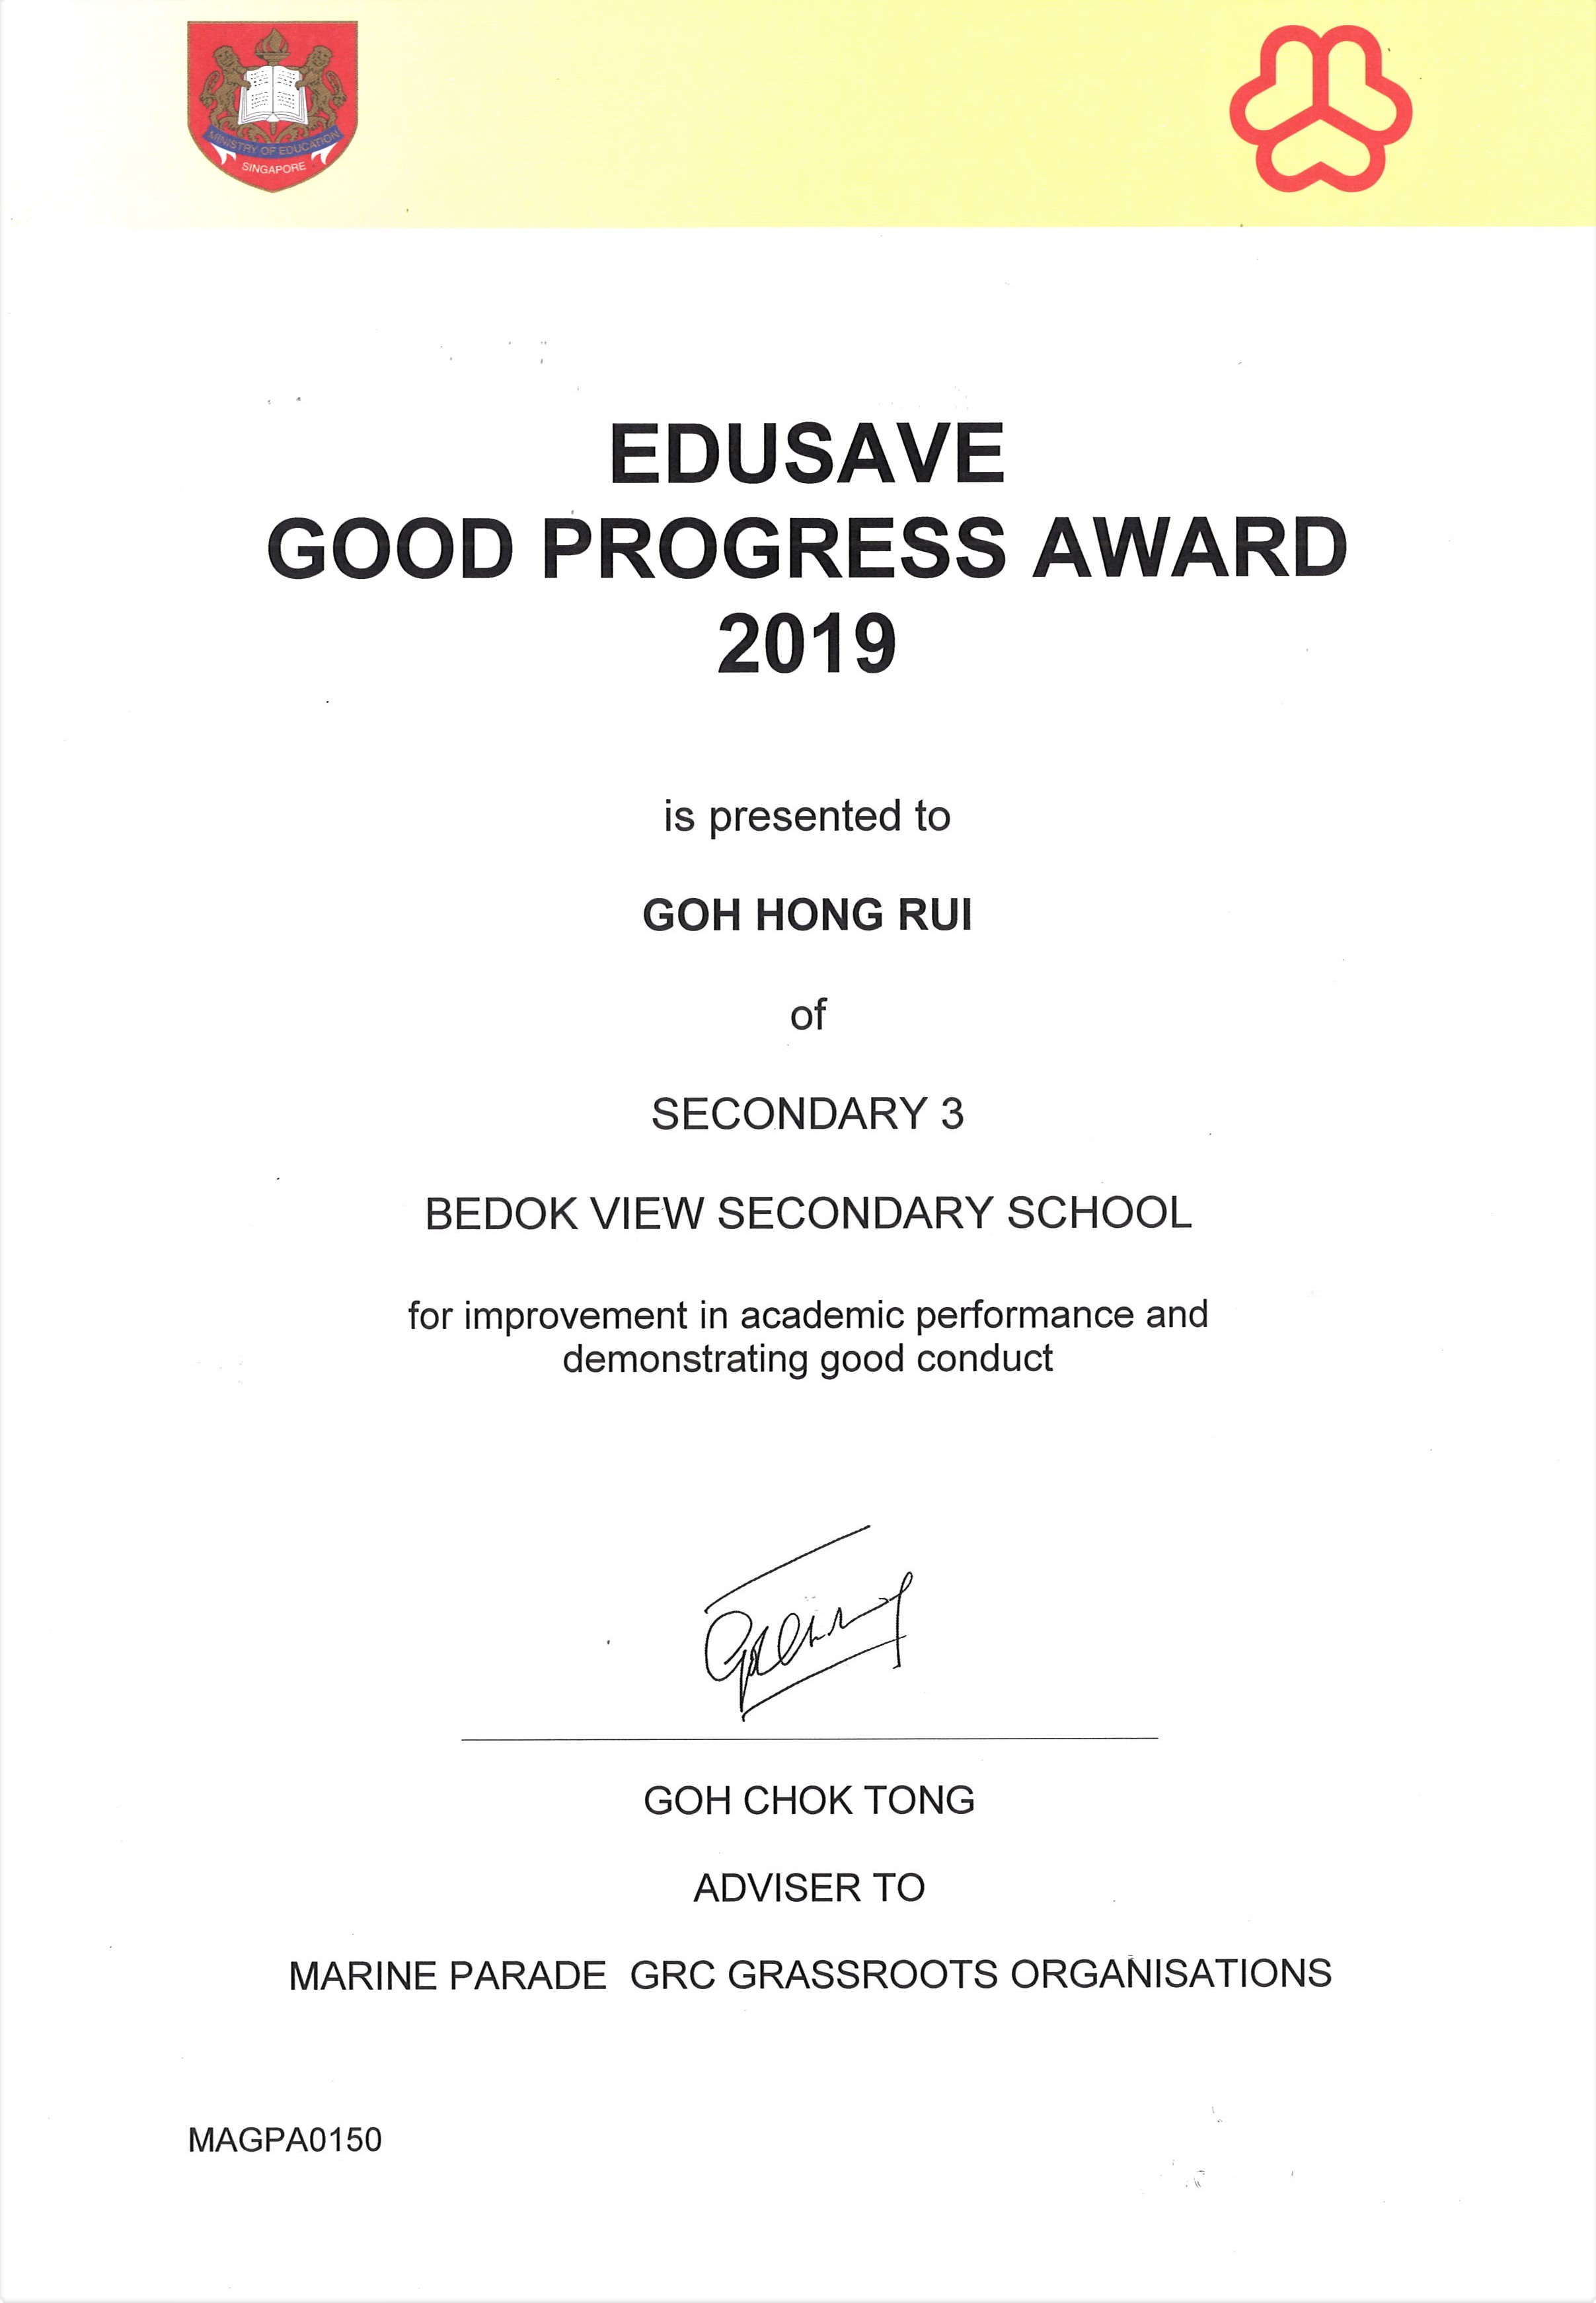 MINISTRY OF EDUCATION
SINGAPORE
EDUSAVE
GOOD PROGRESS AWARD
2019
is presented to
GOH HONG RUI
of
SECONDARY 3
BEDOK VIEW SECONDARY SCHOOL
for improvement in academic performance and
demonstrating good conduct
GOH CHOK TONG
ADVISER TO
MARINE PARADE  GRC GRASSROOTS ORGANISATIONS
MAGPA0150